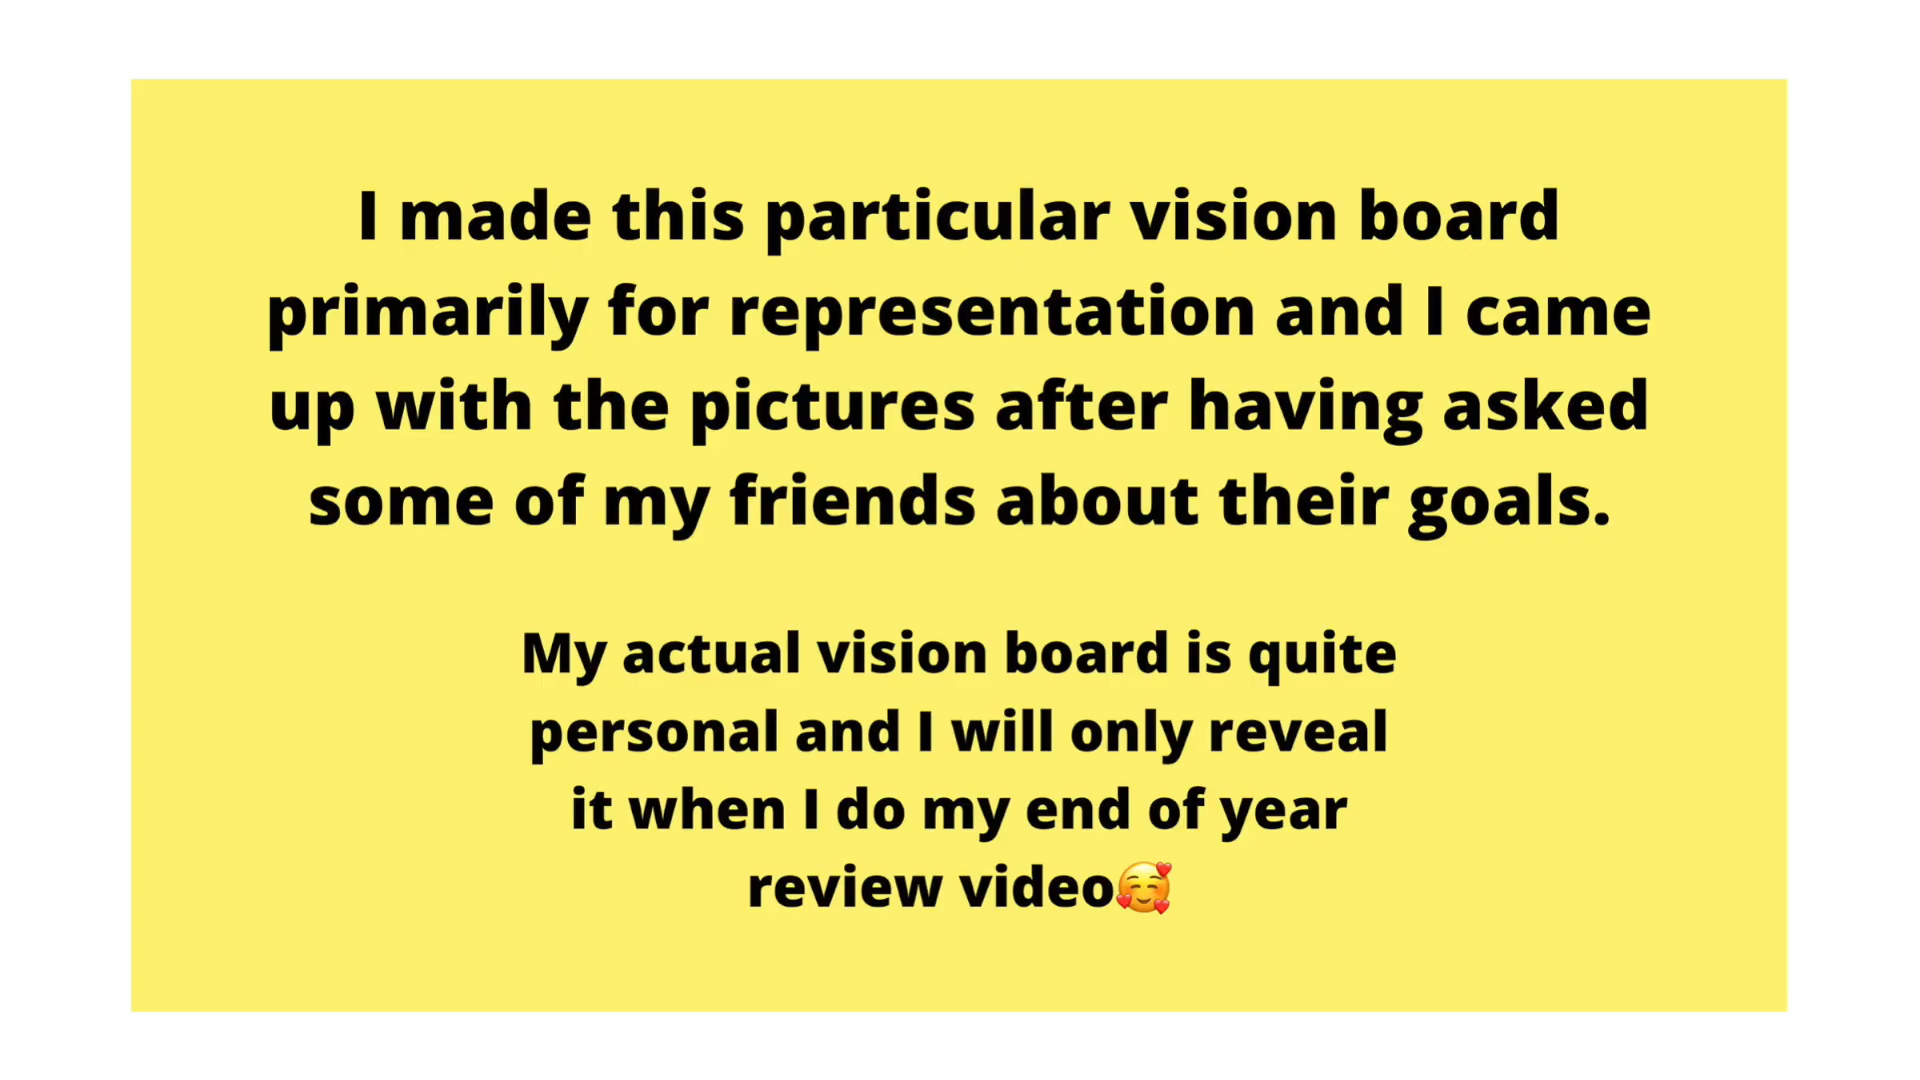 I made this particular vision board
primarily for representation and I came
up with the pictures after having asked
some of my friends about their goals.
My actual vision board is quite
personal and I will only reveal
it when I do my end of year
review video🥰